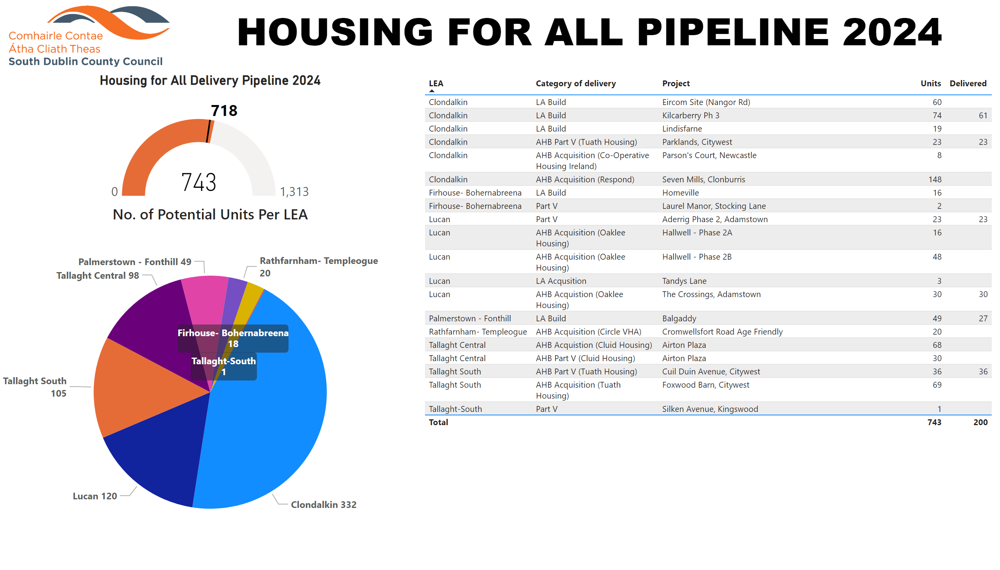 Comhairle Contae
Átha Cliath Theas
South Dublin County Council
HOUSING FOR ALL PIPELINE 2024
Housing for All Delivery Pipeline 2024
718
743
0
1,313
No. of Potential Units Per LEA
Palmerstown - Fonthill 49
Rathfarnham- Templeogue
20
Tallaght Central 98
Firhouse- Bohernabreena
18
Tallaght-South
1
Tallaght South
105
Lucan 120
Clondalkin 332
LEA Category of delivery Project Units Delivered
Clondalkin LA Build Eircom Site (Nangor Rd) 60
Clondalkin LA Build Kilcarberry Ph 3 74 61
Clondalkin LA Build Lindisfarne 19
Clondalkin AHB Part V (Tuath Housing) Parklands, Citywest 23 23
Clondalkin AHB Acquisition (Co-Operative Parson's Court, Newcastle 8
Housing Ireland)
Clondalkin AHB Acquisition (Respond) Seven Mills, Clonburris 148
Firhouse- Bohernabreena LA Build Homeville 16
Firhouse- Bohernabreena Part V Laurel Manor, Stocking Lane 2
Lucan Part V Aderrig Phase 2, Adamstown 23 23
Lucan AHB Acquisition (Oaklee Hallwell - Phase 2A 16
Housing)
Lucan AHB Acquisition (Oaklee Hallwell - Phase 2B 48
Housing)
Lucan LA Acqusition Tandys Lane 3
Lucan AHB Acquistion (Oaklee The Crossings, Adamstown 30 30
Housing)
Palmerstown - Fonthill LA Build Balgaddy 49 27
Rathfarnham- Templeogue AHB Acquisition (Circle VHA) Cromwellsfort Road Age Friendly 20
Tallaght Central AHB Acquistion (Cluid Housing) Airton Plaza 68
Tallaght Central AHB Part V (Cluid Housing) Airton Plaza 30
Tallaght South AHB Part V (Tuath Housing) Cuil Duin Avenue, Citywest 36 36
Tallaght South AHB Acquisition (Tuath Foxwood Barn, Citywest 69
Housing)
Tallaght-South Part V Silken Avenue, Kingswood 1
Total 743 200